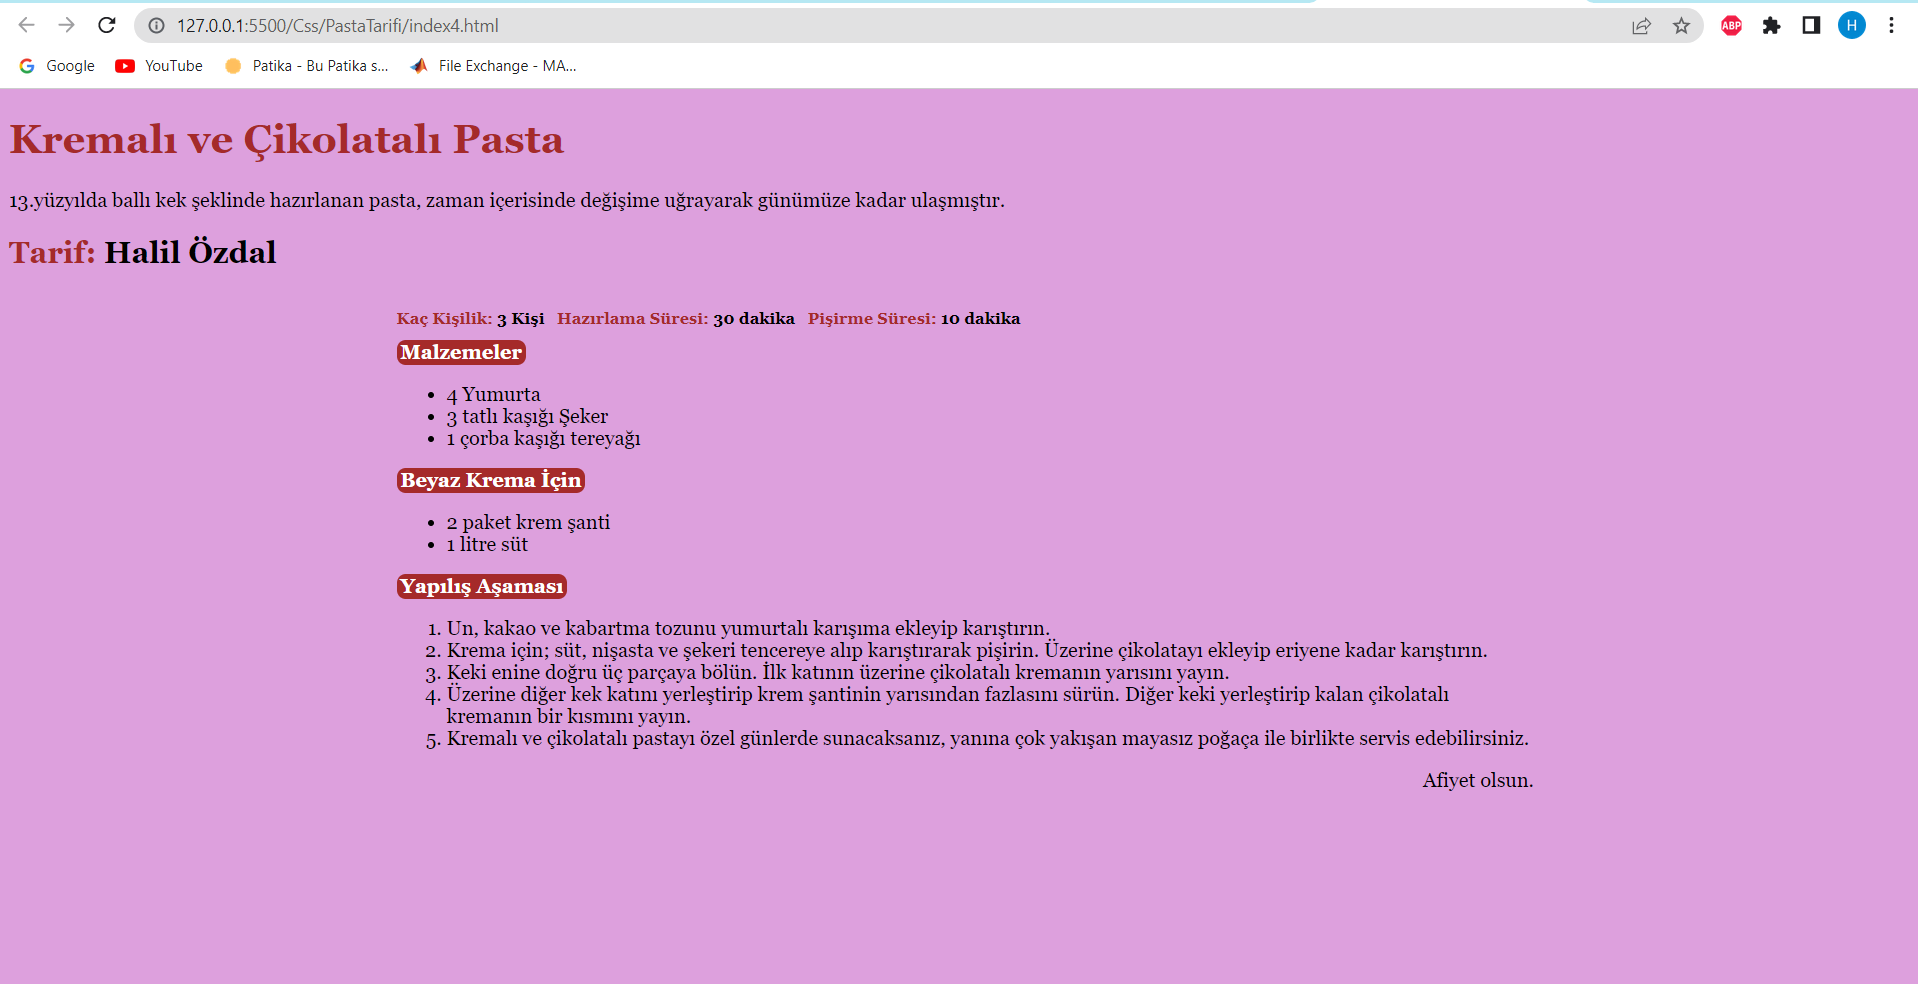 127.0.0.1:5500/Css/PastaTarifi/index4.html
ABP
H
Google
YouTube
Patika - Bu Patika s...
File Exchange - MA...
Kremalı ve Çikolatalı Pasta
13.yüzyılda ballı kek şeklinde hazırlanan pasta, zaman içerisinde değişime uğrayarak günümüze kadar ulaşmıştır.
Tarif: Halil Özdal
Kaç Kişilik: 3 Kişi Hazırlama Süresi: 30 dakika Pişirme Süresi: 10 dakika
Malzemeler
• 4 Yumurta
• 3 tatlı kaşığı Şeker
• 1 çorba kaşığı tereyağı
Beyaz Krema İçin
• 2 paket krem şanti
• 1 litre süt
Yapılış Aşaması
1. Un, kakao ve kabartma tozunu yumurtalı karışıma ekleyip karıştırın.
2. Krema için; süt, nişasta ve şekeri tencereye alıp karıştırarak pişirin. Üzerine çikolatayı ekleyip eriyene kadar karıştırın.
3. Keki enine doğru üç parçaya bölün. İlk katının üzerine çikolatalı kremanın yarısını yayın.
4. Üzerine diğer kek katını yerleştirip krem şantinin yarısından fazlasını sürün. Diğer keki yerleştirip kalan çikolatalı
kremanın bir kısmını yayın.
5. Kremalı ve çikolatalı pastayı özel günlerde sunacaksanız, yanına çok yakışan mayasız poğaça ile birlikte servis edebilirsiniz.
Afiyet olsun.